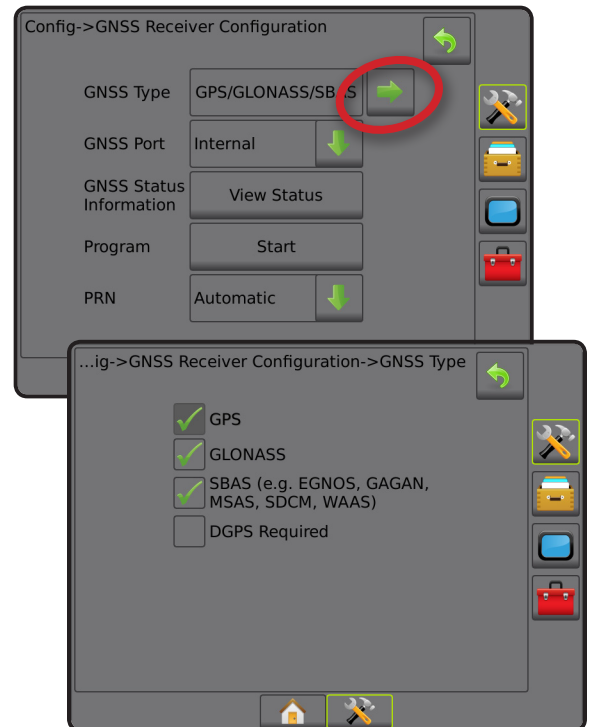 Config->GNSS Receiver Configuration
GNSS Type GPS/GLONASS/SBAS
GNSS Port Internal
GNSS Status
Information View Status
Program Start
PRN Automatic
...ig->GNSS Receiver Configuration->GNSS Type
GPS
GLONASS
SBAS (e.g. EGNOS, GAGAN,
MSAS, SDCM, WAAS)
DGPS Required